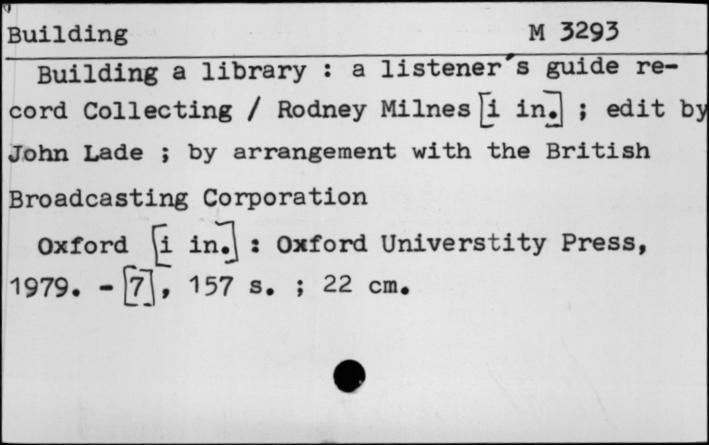 Building M 3293
Building a library : a listener's guide re-
cord Collecting / Rodney Milnes [i in.] ; edit by
John Lade ; by arrangement with the British
Broadcasting Corporation
Oxford [i in.] : Oxford Universtity Press,
1979. - [7], 157 s. ; 22 cm.